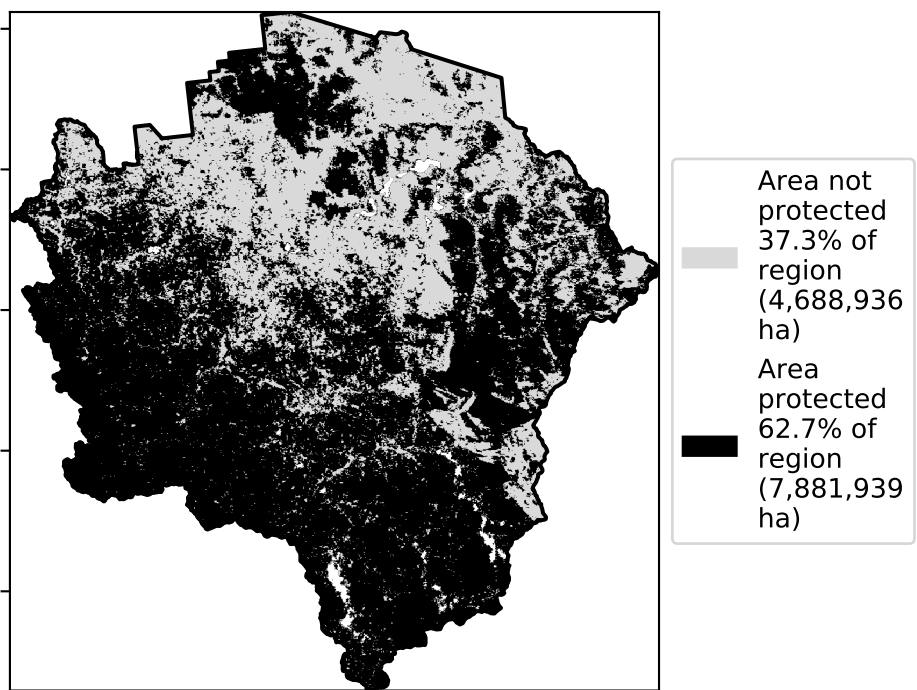 Area not
protected
37.3% of
region
(4,688,936
ha)
Area
protected
62.7% of
region
(7,881,939
ha)